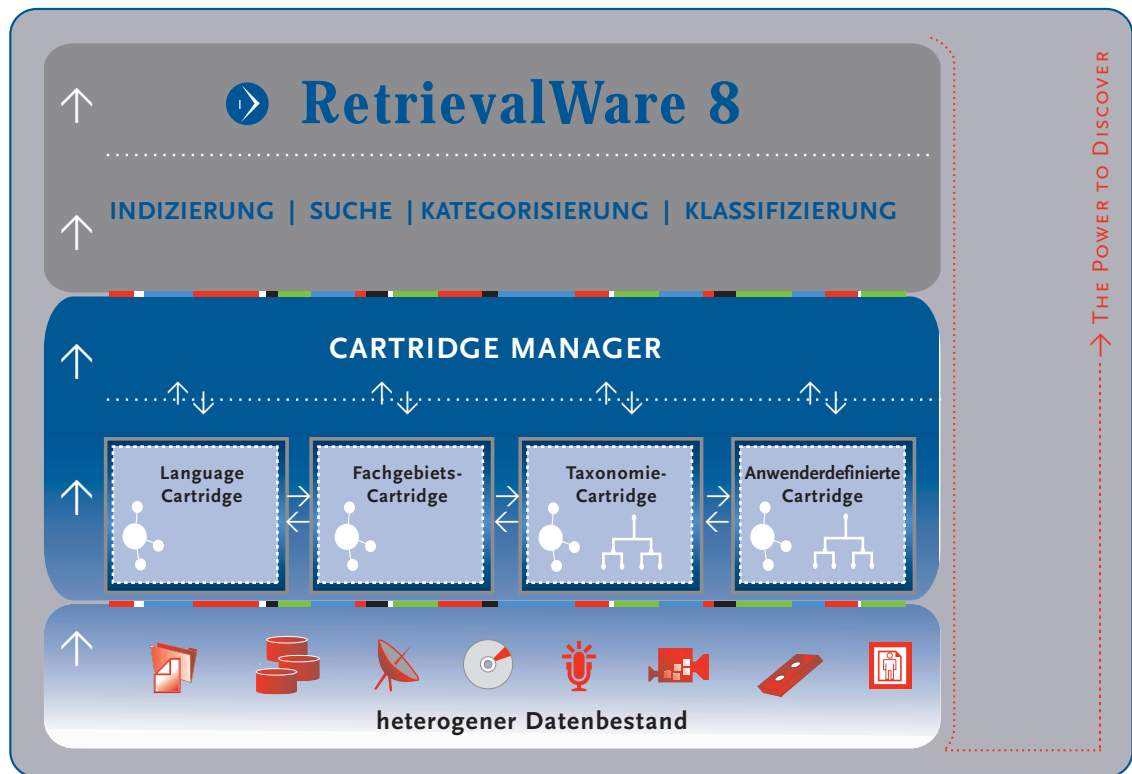 RetrievalWare 8
INDIZIERUNG | SUCHE | KATEGORISIERUNG | KLASSIFIZIERUNG
CARTRIDGE MANAGER
Language
Cartridge
Fachgebiets-
Cartridge
Taxonomie-
Cartridge
Anwenderdefinierte
Cartridge
heterogener Datenbestand
THE POWER TO DISCOVER